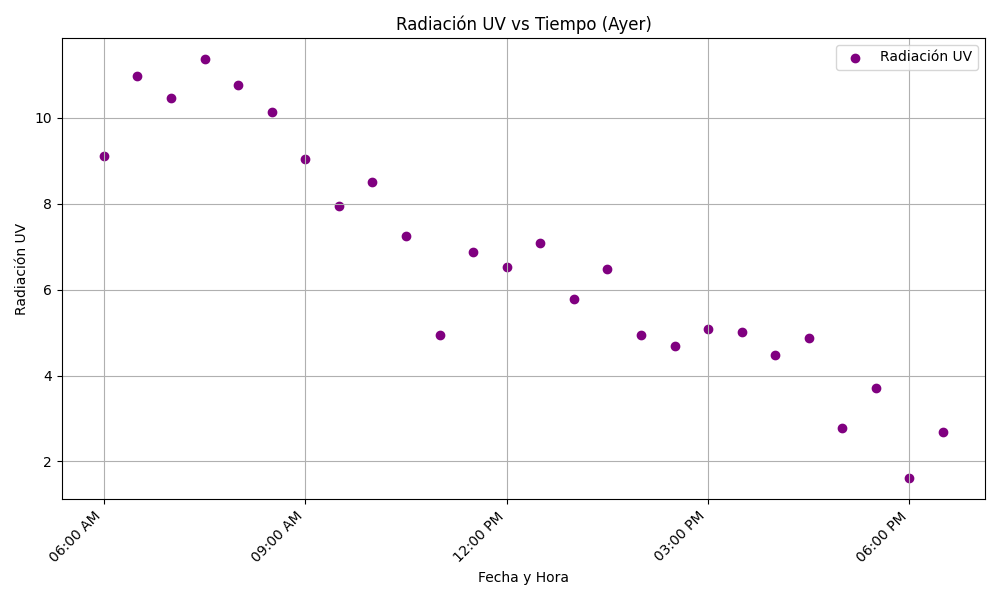 Radiación UV vs Tiempo (Ayer)
Radiación UV
10
8
6
4
2
Radiación UV
06:00 AM
09:00 AM
12:00 PM
03:00 PM
06:00 PM
Fecha y Hora